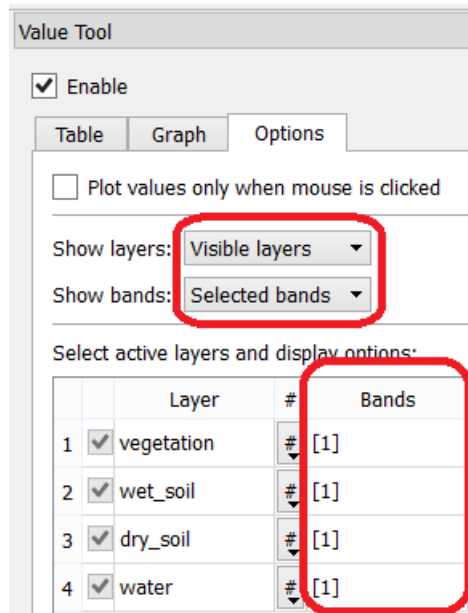 Value Tool
Enable
Table Graph Options
Plot values only when mouse is clicked
Show layers: Visible layers
Show bands: Selected bands
Select active layers and display options:
Layer # Bands
1 vegetation # [1]
2 wet_soil # [1]
3 dry_soil # [1]
4 water # [1]